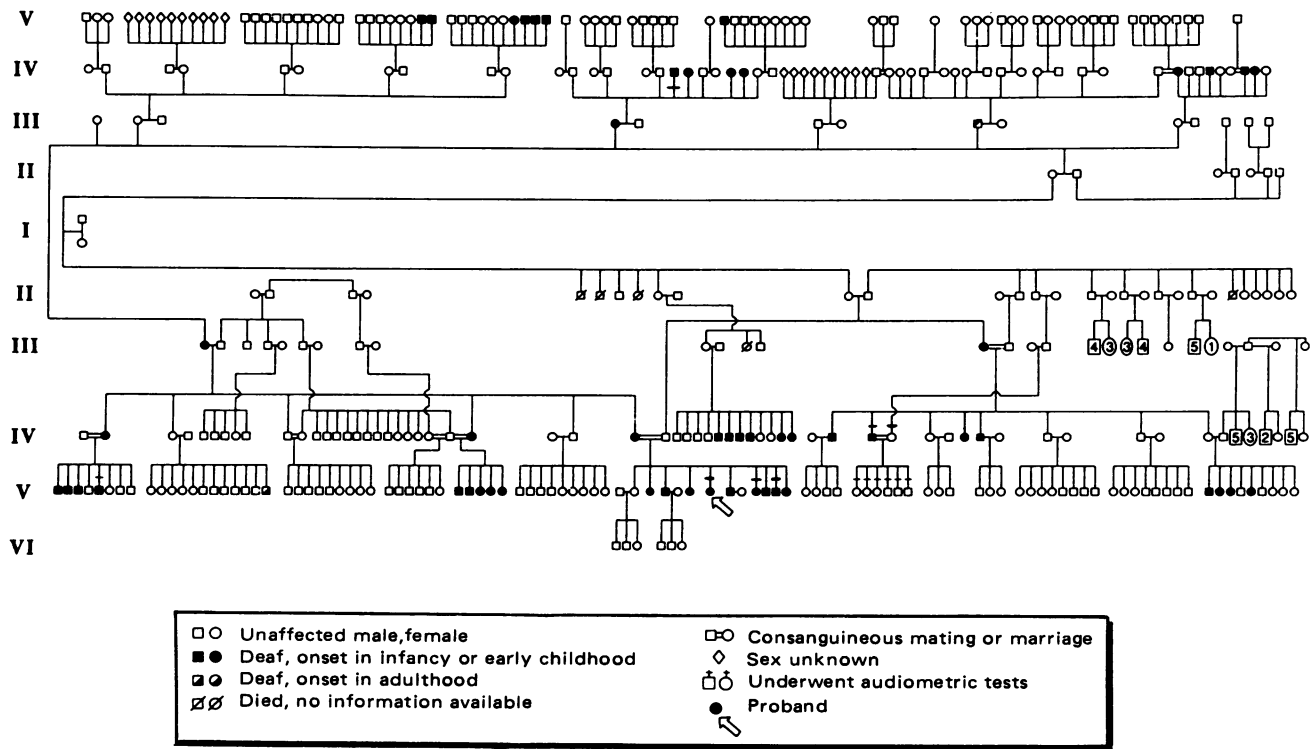 V
IV
III
II
I
II
III
4 3 3 4 5 1
IV
5 3 2 5
V
VI
Unaffected male,female
Deaf, onset in infancy or early childhood
Deaf, onset in adulthood
Died, no information available
Consanguineous mating or marriage
Sex unknown
Underwent audiometric tests
Proband